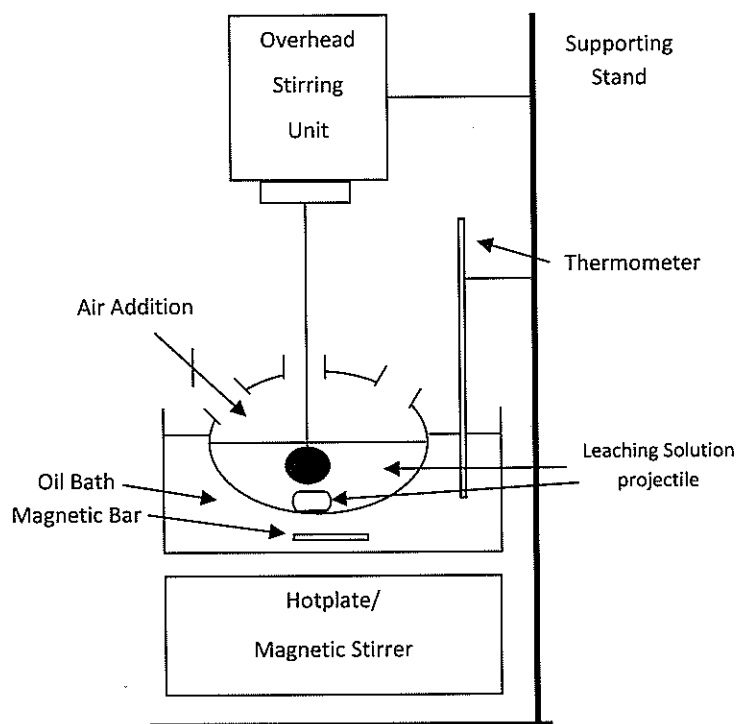 Overhead
Stirring
Unit
Supporting
Stand
Thermometer
Air Addition
Leaching Solution
projectile
Oil Bath
Magnetic Bar
Hotplate/
Magnetic Stirrer